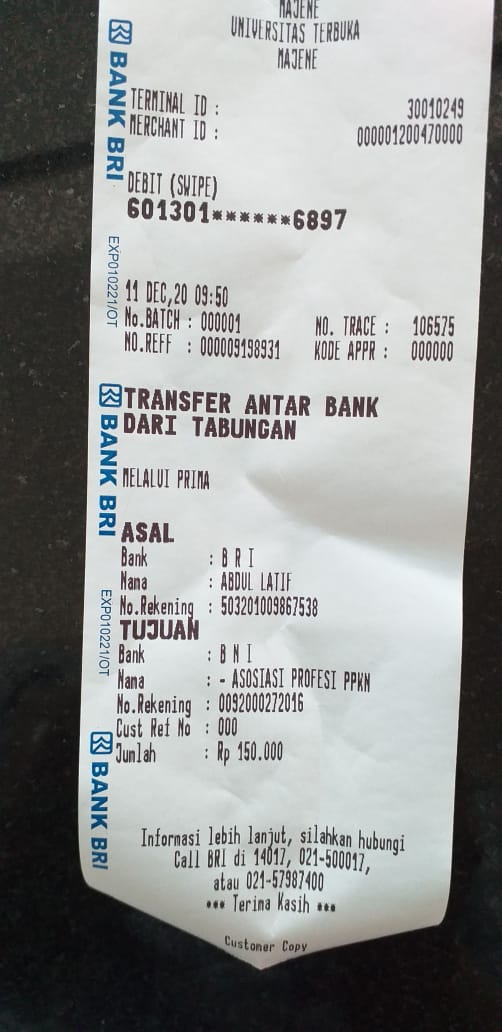 MAJENE
UNIVERSITAS TERBUKA
MAJENE
TERMINAL ID : 30010249
MERCHANT ID : 000001200470000
DEBIT (SWIPE)
601301******6897
11 DEC,20 09:50
No.BATCH : 000001 NO. TRACE : 106575
NO.REFF : 000009198931 KODE APPR : 000000
TRANSFER ANTAR BANK
DARI TABUNGAN
MELALUI PRIMA
ASAL
Bank : B R I
Nama : ABDUL LATIF
No.Rekening : 503201009867538
TUJUAN
Bank : B N I
Nama : - ASOSIASI PROFESI PPKN
No.Rekening : 0092000272016
Cust Ref No : 000
Jumlah : Rp 150.000
Informasi lebih lanjut, silahkan hubungi
Call BRI di 14017, 021-500017,
atau 021-57987400
*** Terima Kasih ***
Customer Copy
BANK BRI
EXP010221/OT
BANK BRI
EXP010221/OT
BANK BRI